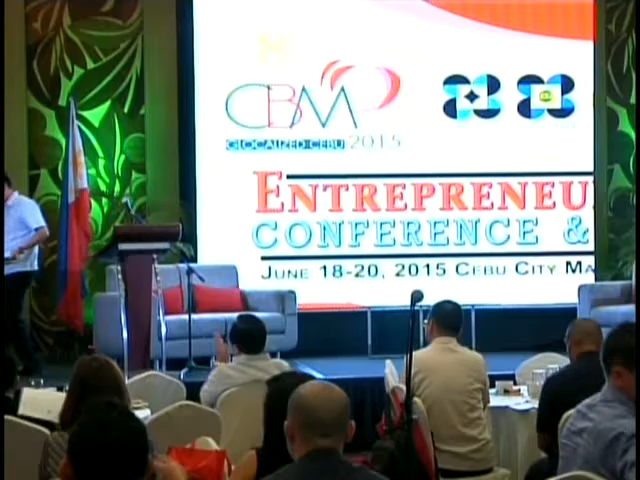 CBM
GLOCALIZED CEBU 2015
ENTREPRENEU
CONFERENCE &
JUNE 18-20, 2015 CEBU CITY MA